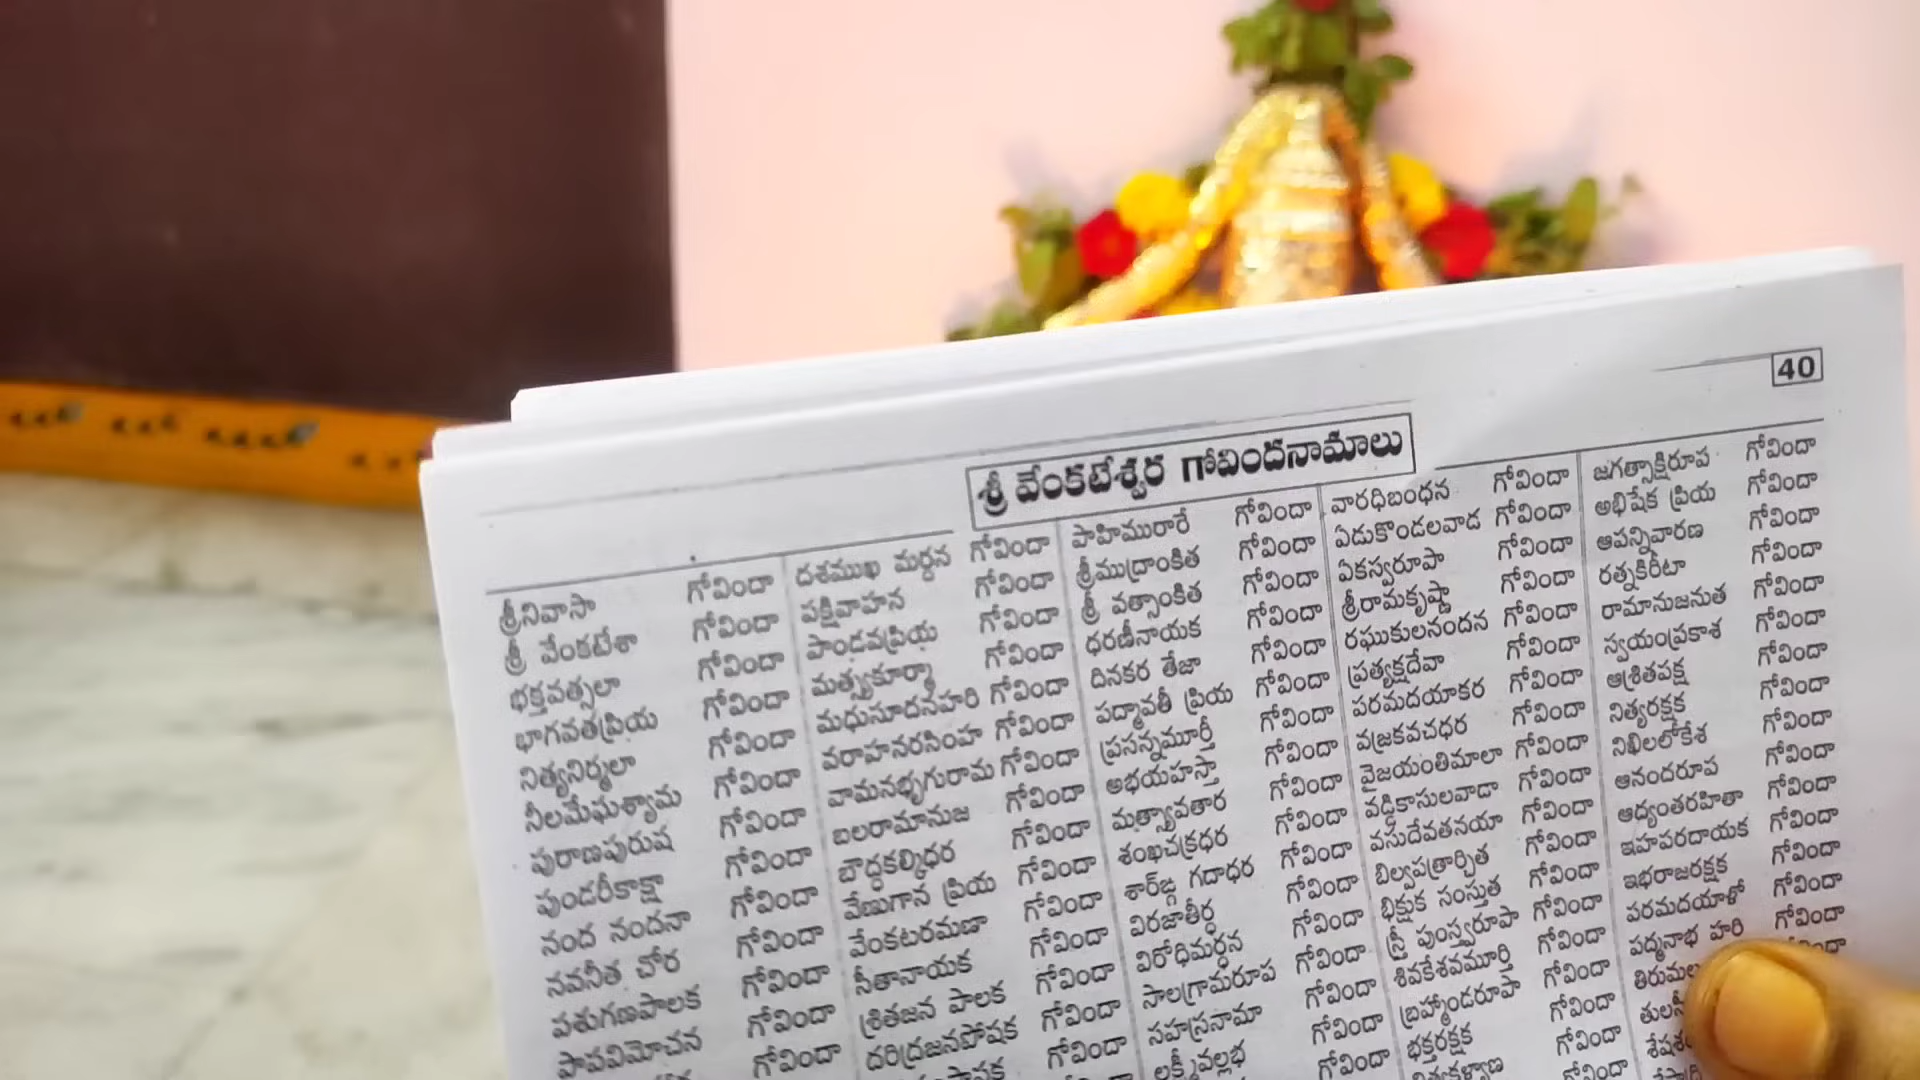 40
శ్రీ వేంకటేశ్వర గోవిందనామాలు
శ్రీనివాసా గోవిందా
శ్రీ వేంకటేశా గోవిందా
భక్తవత్సలా గోవిందా
భాగవతప్రియ గోవిందా
నిత్యనిర్మలా గోవిందా
నీలమేఘశ్యామ గోవిందా
పురాణపురుష గోవిందా
పుండరీకాక్షా గోవిందా
నంద నందనా గోవిందా
నవనీత చోర గోవిందా
పశుగణపాలక గోవిందా
పాపవిమోచన గోవిందా
గోవిందా
దశముఖ మర్ధన గోవిందా
పక్షివాహన గోవిందా
పాండవప్రియ గోవిందా
మత్స్యకూర్మా గోవిందా
మధుసూదనహరి గోవిందా
వరాహనరసింహ గోవిందా
వామనభృగురామ గోవిందా
బలరామానుజ గోవిందా
బౌద్ధకల్కిధర గోవిందా
వేణుగాన ప్రియ గోవిందా
వేంకటరమణా గోవిందా
సీతానాయక గోవిందా
శ్రితజన పాలక గోవిందా
దరిద్రజనపోషక గోవిందా
గోవిందా
పాహిమురారే గోవిందా
శ్రీముద్రాంకిత గోవిందా
శ్రీ వత్సాంకిత గోవిందా
ధరణీనాయక గోవిందా
దినకర తేజా గోవిందా
పద్మావతీ ప్రియ గోవిందా
ప్రసన్నమూర్తీ గోవిందా
అభయహస్తా గోవిందా
మత్స్యావతార గోవిందా
శంఖచక్రధర గోవిందా
శార్‌ఙ్గ గదాధర గోవిందా
విరజాతీర్ధ గోవిందా
విరోధిమర్ధన గోవిందా
సాలగ్రామరూప గోవిందా
సహస్రనామా గోవిందా
లక్ష్మీవల్లభ గోవిందా
వారధిబంధన గోవిందా
ఏడుకొండలవాడ గోవిందా
ఏకస్వరూపా గోవిందా
శ్రీరామకృష్ణా గోవిందా
రఘుకులనందన గోవిందా
ప్రత్యక్షదేవా గోవిందా
పరమదయాకర గోవిందా
వజ్రకవచధర గోవిందా
వైజయంతిమాలా గోవిందా
వడ్డికాసులవాడా గోవిందా
వసుదేవతనయా గోవిందా
బిల్వపత్రార్చిత గోవిందా
భిక్షుక సంస్తుత గోవిందా
స్త్రీ పుంస్వరూపా గోవిందా
శివకేశవమూర్తి గోవిందా
బ్రహ్మాండరూపా గోవిందా
భక్తరక్షక గోవిందా
నిత్యకళ్యాణ గోవిందా
జగత్సాక్షిరూప గోవిందా
అభిషేక ప్రియ గోవిందా
ఆపన్నివారణ గోవిందా
రత్నకిరీటా గోవిందా
రామానుజనుత గోవిందా
స్వయంప్రకాశ గోవిందా
ఆశ్రితపక్ష గోవిందా
నిత్యరక్షక గోవిందా
నిఖిలలోకేశ గోవిందా
ఆనందరూప గోవిందా
ఆద్యంతరహితా గోవిందా
ఇహపరదాయక గోవిందా
ఇభరాజరక్షక గోవిందా
పరమదయాళో గోవిందా
పద్మనాభ హరి గోవిందా